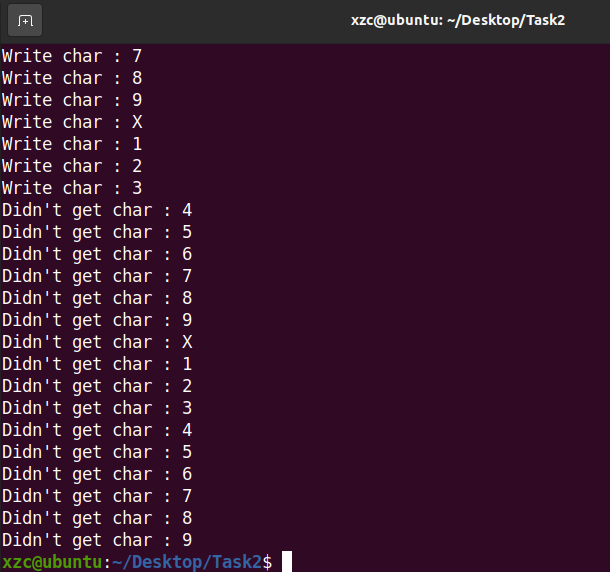 xzc@ubuntu: ~/Desktop/Task2
Write char : 7
Write char : 8
Write char : 9
Write char : X
Write char : 1
Write char : 2
Write char : 3
Didn't get char : 4
Didn't get char : 5
Didn't get char : 6
Didn't get char : 7
Didn't get char : 8
Didn't get char : 9
Didn't get char : X
Didn't get char : 1
Didn't get char : 2
Didn't get char : 3
Didn't get char : 4
Didn't get char : 5
Didn't get char : 6
Didn't get char : 7
Didn't get char : 8
Didn't get char : 9
xzc@ubuntu:~/Desktop/Task2$